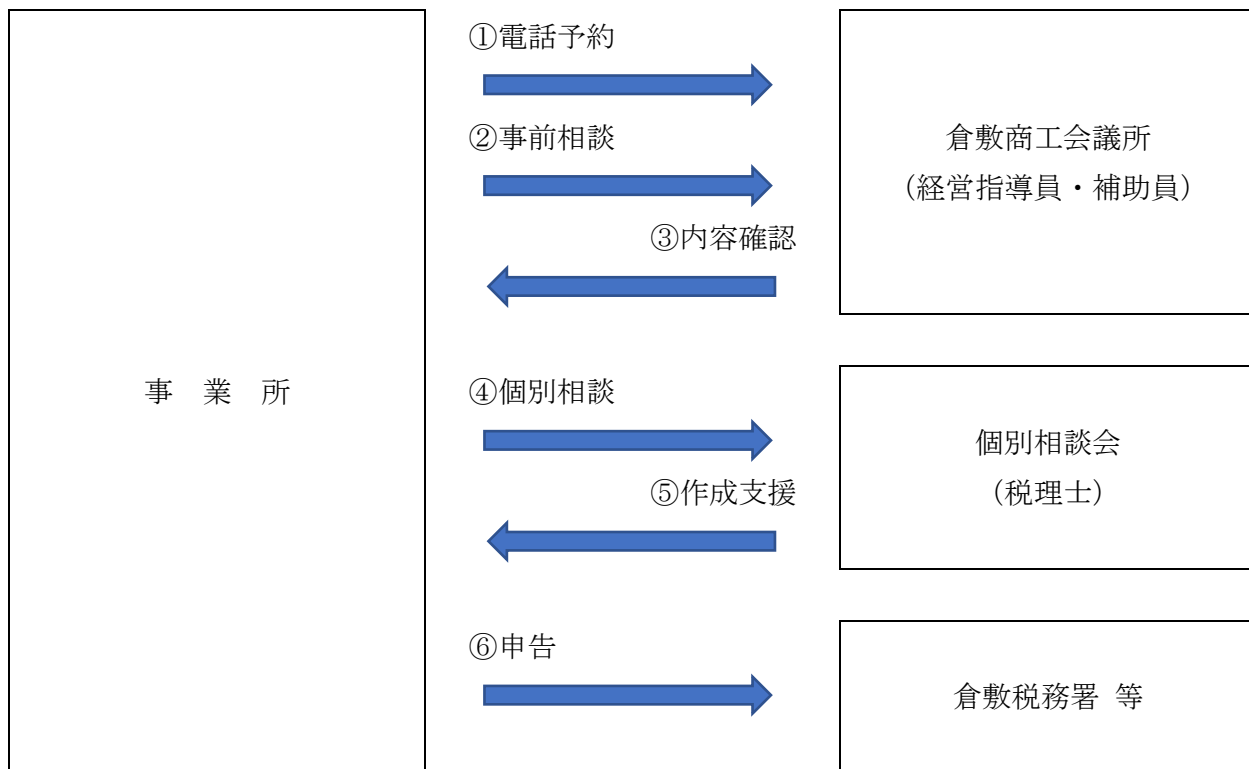 事　業　所
①電話予約
②事前相談
③内容確認
倉敷商工会議所
（経営指導員・補助員）
④個別相談
⑤作成支援
個別相談会
（税理士）
⑥申告
倉敷税務署 等